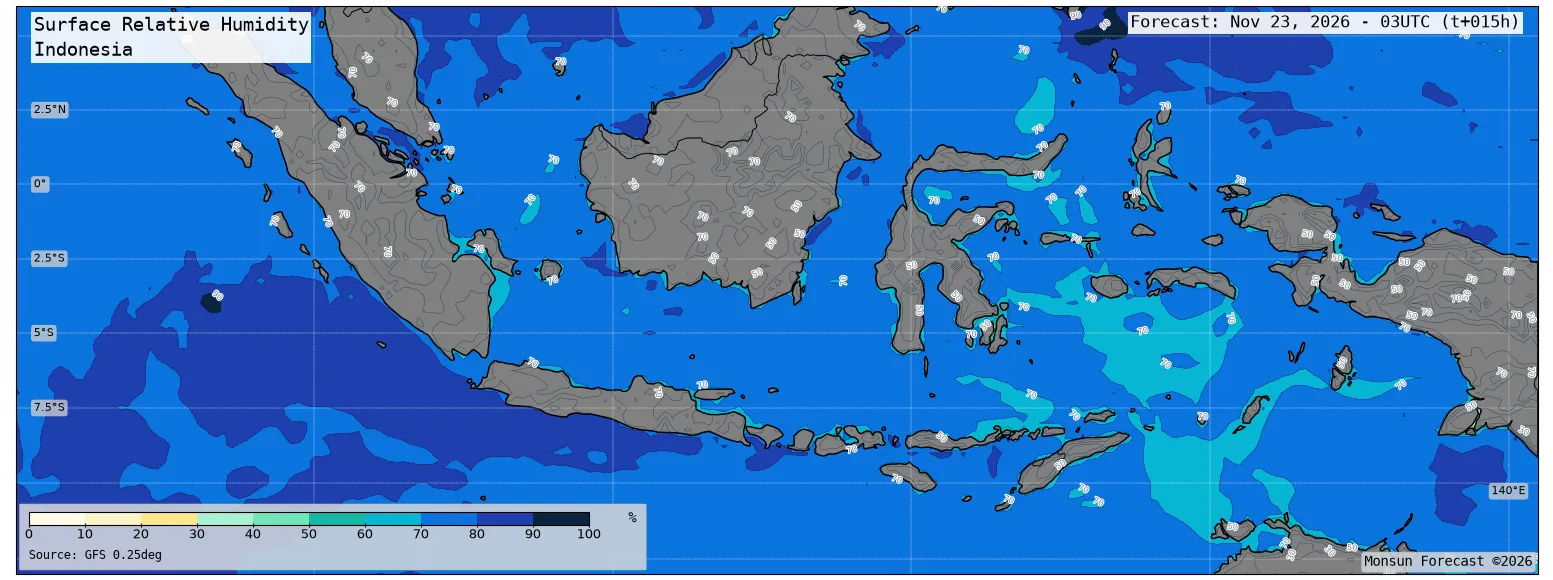 Surface Relative Humidity
Indonesia
Forecast: Nov 23, 2026 - 03UTC (t+015h)
2.5°N
0°
2.5°S
5°S
7.5°S
140°E
%
0 10 20 30 40 50 60 70 80 90 100
Source: GFS 0.25deg
Monsun Forecast ©2026